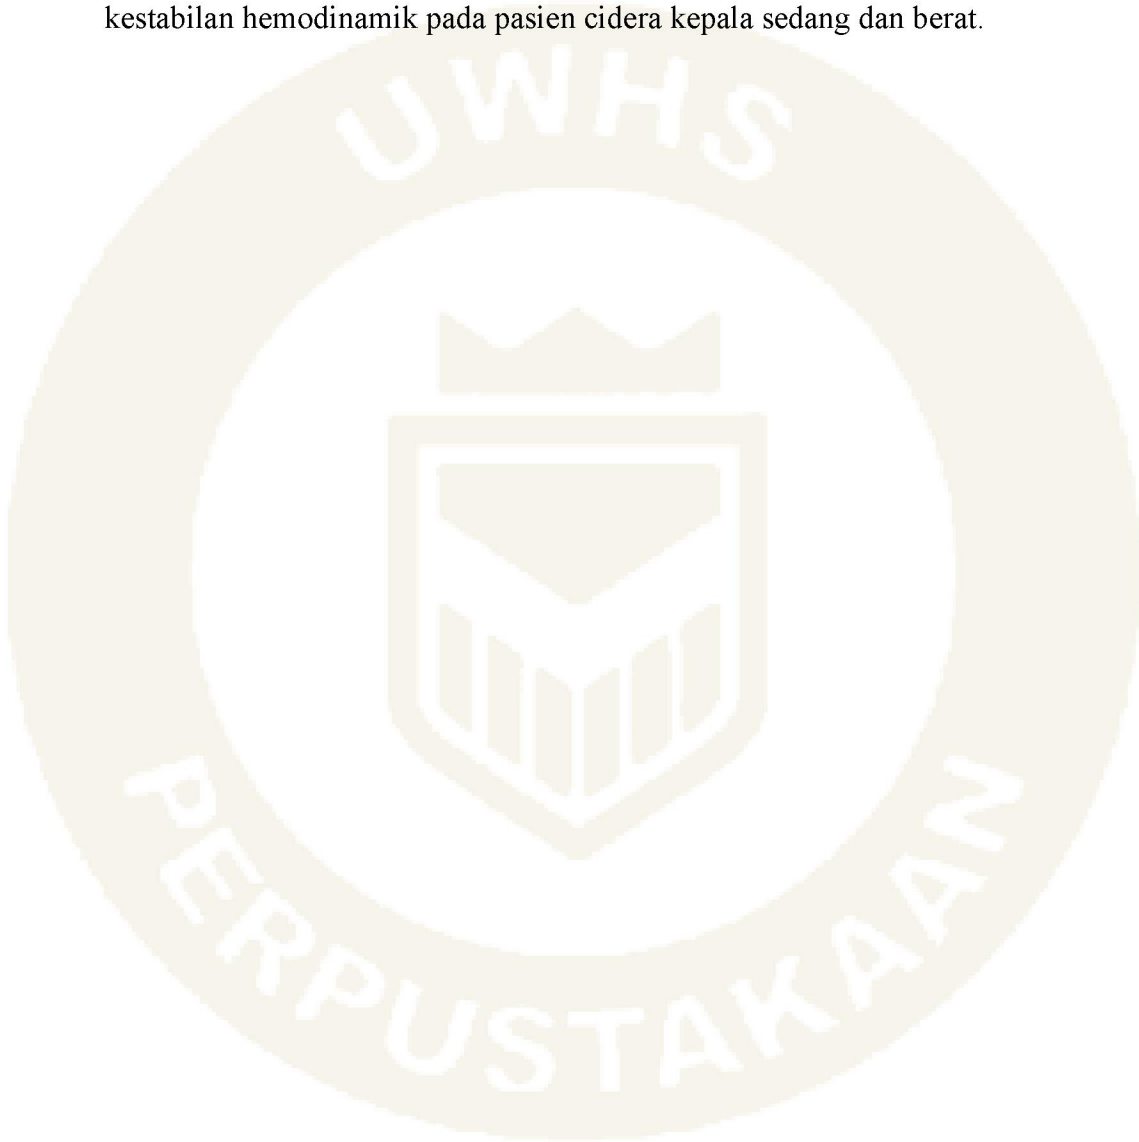 kestabilan hemodinamik pada pasien cidera kepala sedang dan berat.
UWHS
PERPUSTAKAAN